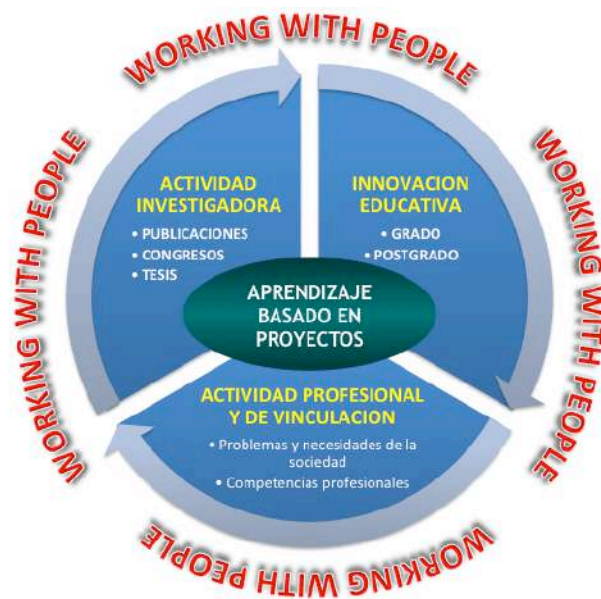 WORKING WITH PEOPLE
WORKING WITH PEOPLE
WORKING WITH PEOPLE
ACTIVIDAD
INVESTIGADORA
• PUBLICACIONES
• CONGRESOS
• TESIS
INNOVACION
EDUCATIVA
• GRADO
• POSTGRADO
APRENDIZAJE
BASADO EN
PROYECTOS
ACTIVIDAD PROFESIONAL
Y DE VINCULACION
• Problemas y necesidades de la
sociedad
• Competencias profesionales
WORKING WITH PEOPLE